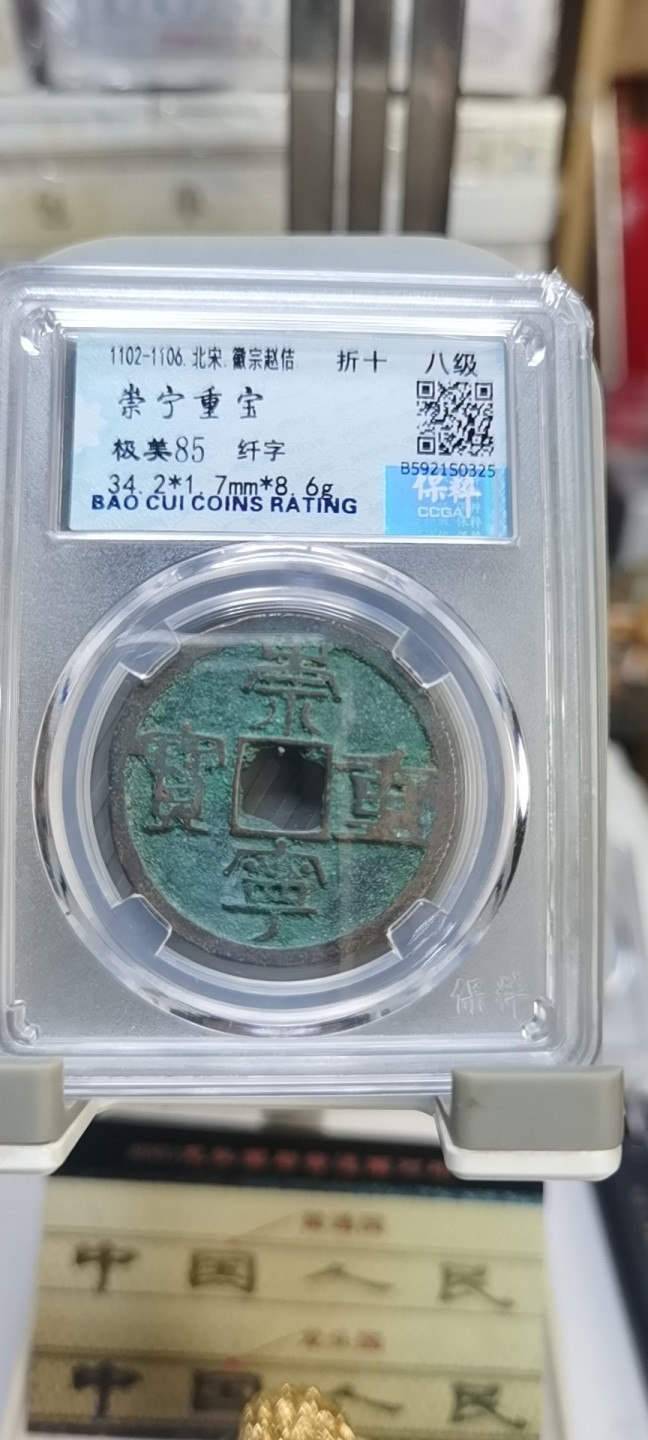 1102-1106.北宋.徽宗赵佶 折十 八级
崇宁重宝
极美85 纤字
B592150325
34.2*1.7mm*8.6g
保粹
BAO CUI COINS RATING
CCGA
崇
寶 重
寧
保粹
中国人民
中国人民